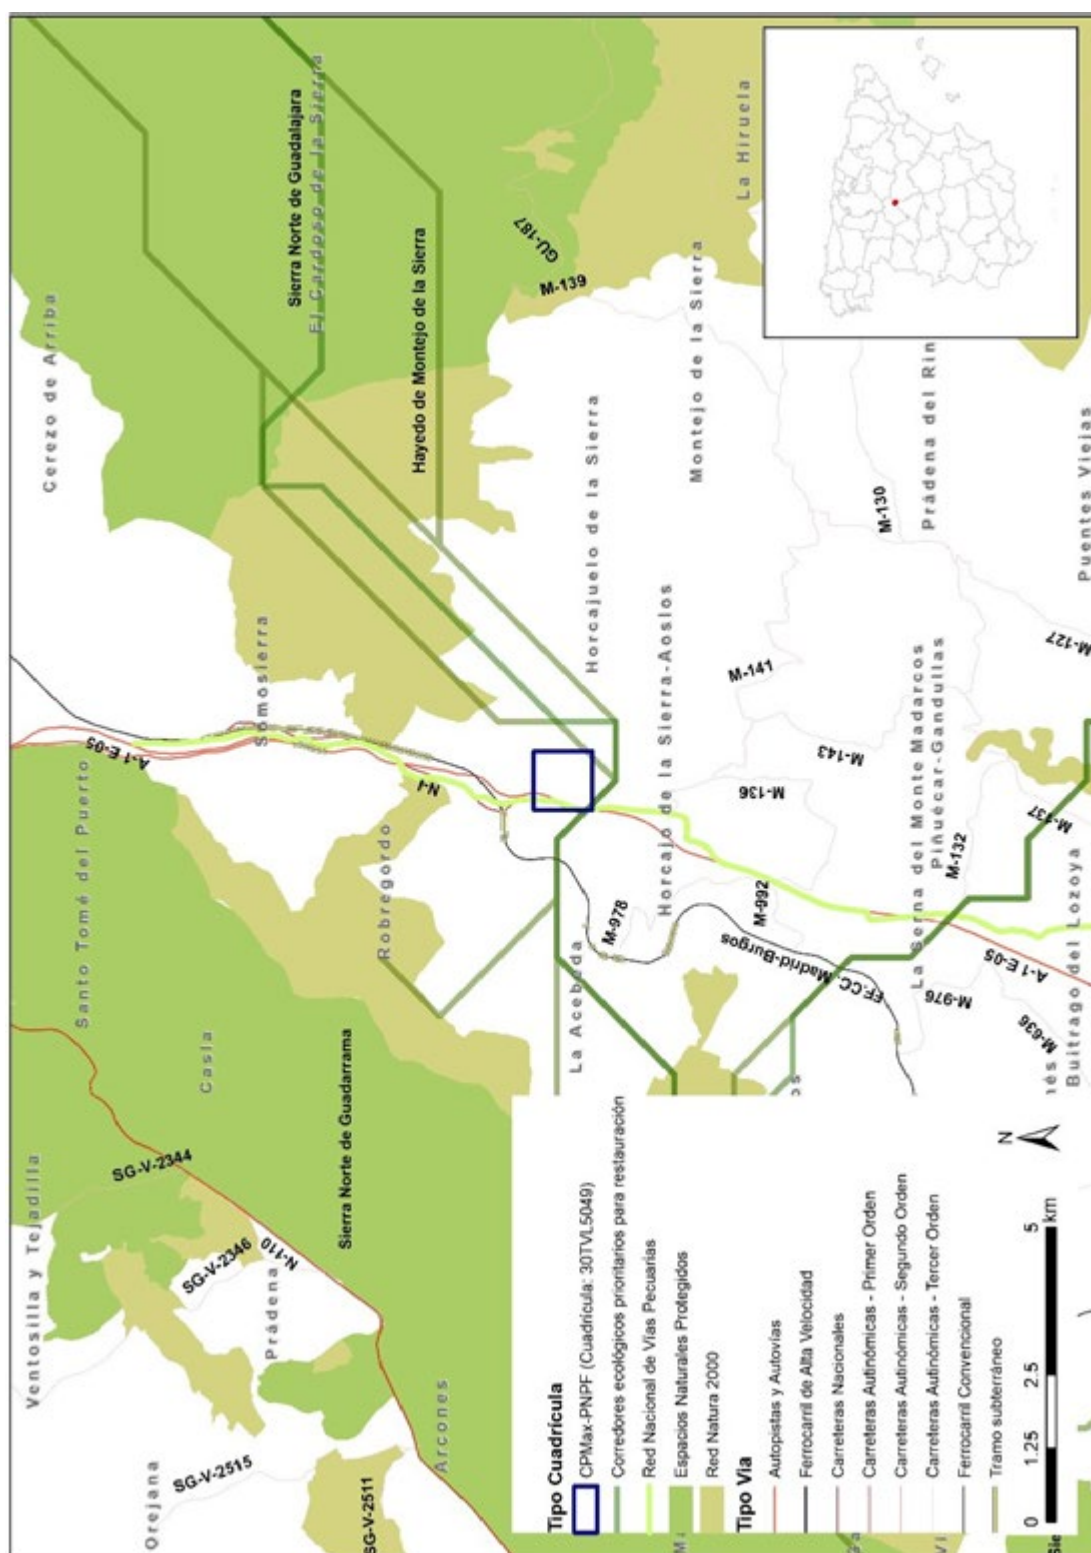 Ventosilla y Tejadilla
Santo Tomé del Puerto
Cerezo de Arriba
Orejana
SG-V-2515
SG-V-2344
SG-V-2346
N-110
Prádena
Casla
A-1 E-05
Somosierra
Sierra Norte de Guadalajara
El Cardoso de la Sierra
SG-V-2511
Arcones
Sierra Norte de Guadarrama
Robregordo
N-I
Hayedo de Montejo de la Sierra
GU-187
M-139
La Acebeda
M-978
Horcajuelo de la Sierra
Horcajo de la Sierra-Aoslos
Montejo de la Sierra
La Hiruela
M-992
FF.CC. Madrid-Burgos
M-136
M-141
M-143
M-130
Prádena del Rin
La Serna del Monte
Madarcos
Piñuécar-Gandullas
M-976
A-1 E-05
M-132
M-137
M-127
M-636
Buitrago del Lozoya
Puentes Viejas
Tipo Cuadrícula
CPMax-PNPF (Cuadrícula: 30TVL5049)
Corredores ecológicos prioritarios para restauración
Red Nacional de Vías Pecuarias
Espacios Naturales Protegidos
Red Natura 2000
Tipo Via
Autopistas y Autovías
Ferrocarril de Alta Velocidad
Carreteras Nacionales
Carreteras Autinómicas - Primer Orden
Carreteras Autinómicas - Segundo Orden
Carreteras Autinómicas - Tercer Orden
Ferrocarril Convencional
Tramo subterráneo
N
0 1.25 2.5 5
km